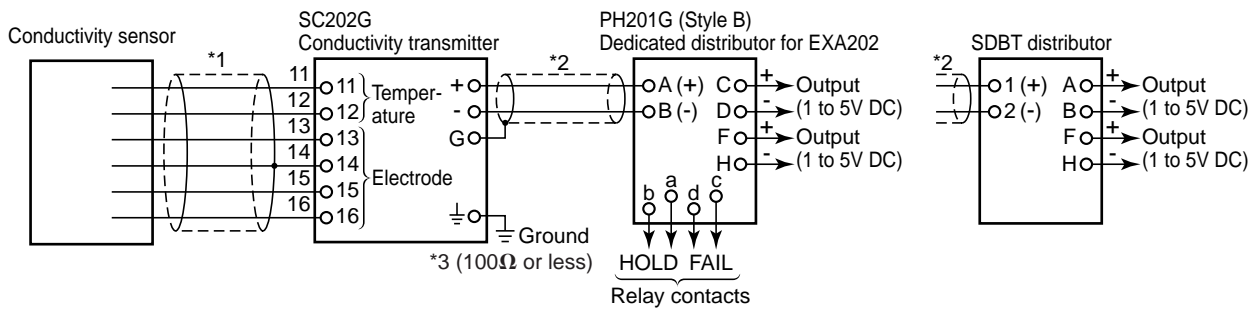 SC202G
Conductivity transmitter
PH201G (Style B)
Dedicated distributor for EXA202
Conductivity sensor
SDBT distributor
*1
*2
*2
11
12
13
14
15
16
11
12
13
14
15
16
Temper-
ature
Electrode
+
-
G
Ground
*3 (100Ω or less)
A (+)
B (-)
C
D
F
H
+
-
+
-
Output
(1 to 5V DC)
Output
(1 to 5V DC)
b
a
d
c
HOLD FAIL
Relay contacts
1 (+)
2 (-)
A
B
F
H
+
-
+
-
Output
(1 to 5V DC)
Output
(1 to 5V DC)